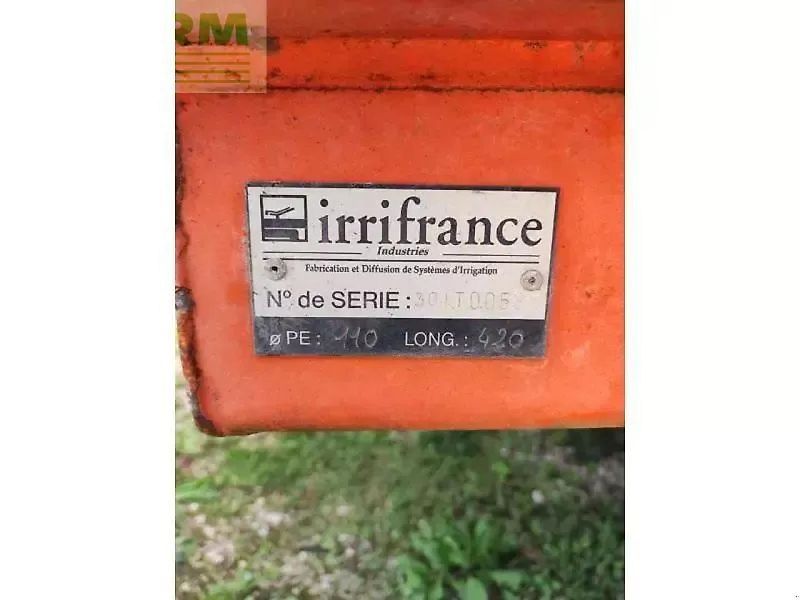 RM
irrifrance
Industries
Fabrication et Diffusion de Systèmes d'Irrigation
N° de SERIE :
ø PE : 110 LONG. : 420